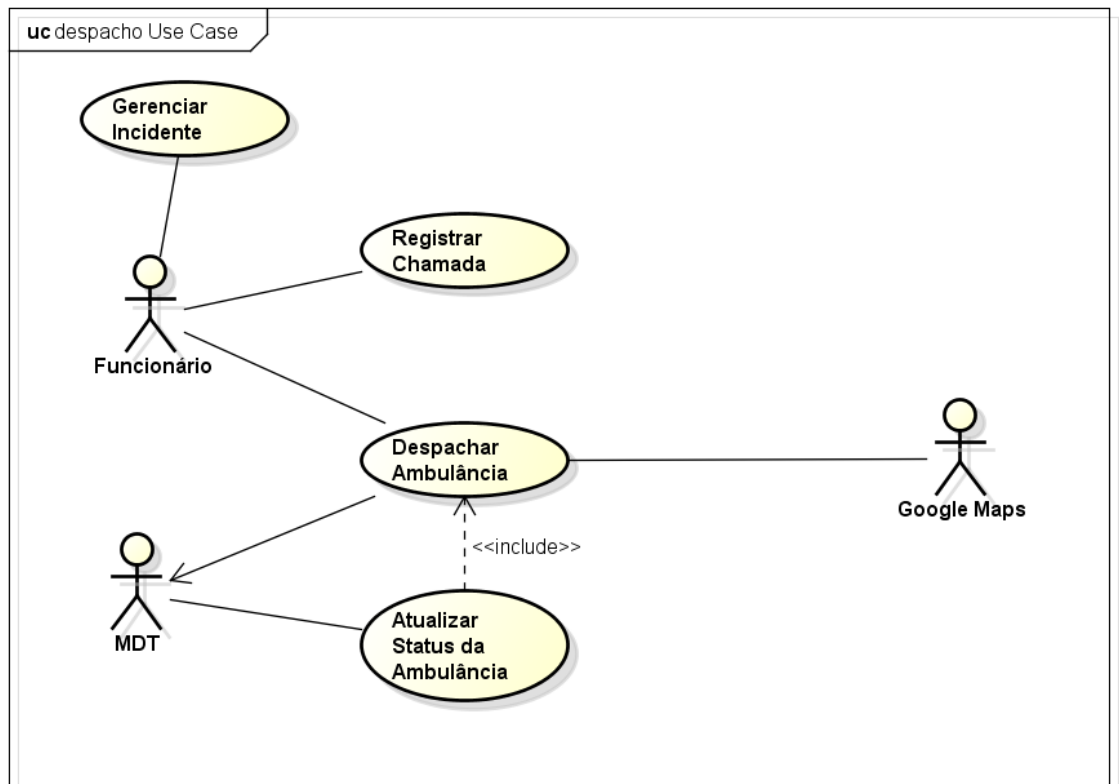 uc despacho Use Case
Gerenciar
Incidente
Registrar
Chamada
Funcionário
Despachar
Ambulância
Google Maps
<<include>>
MDT
Atualizar
Status da
Ambulância